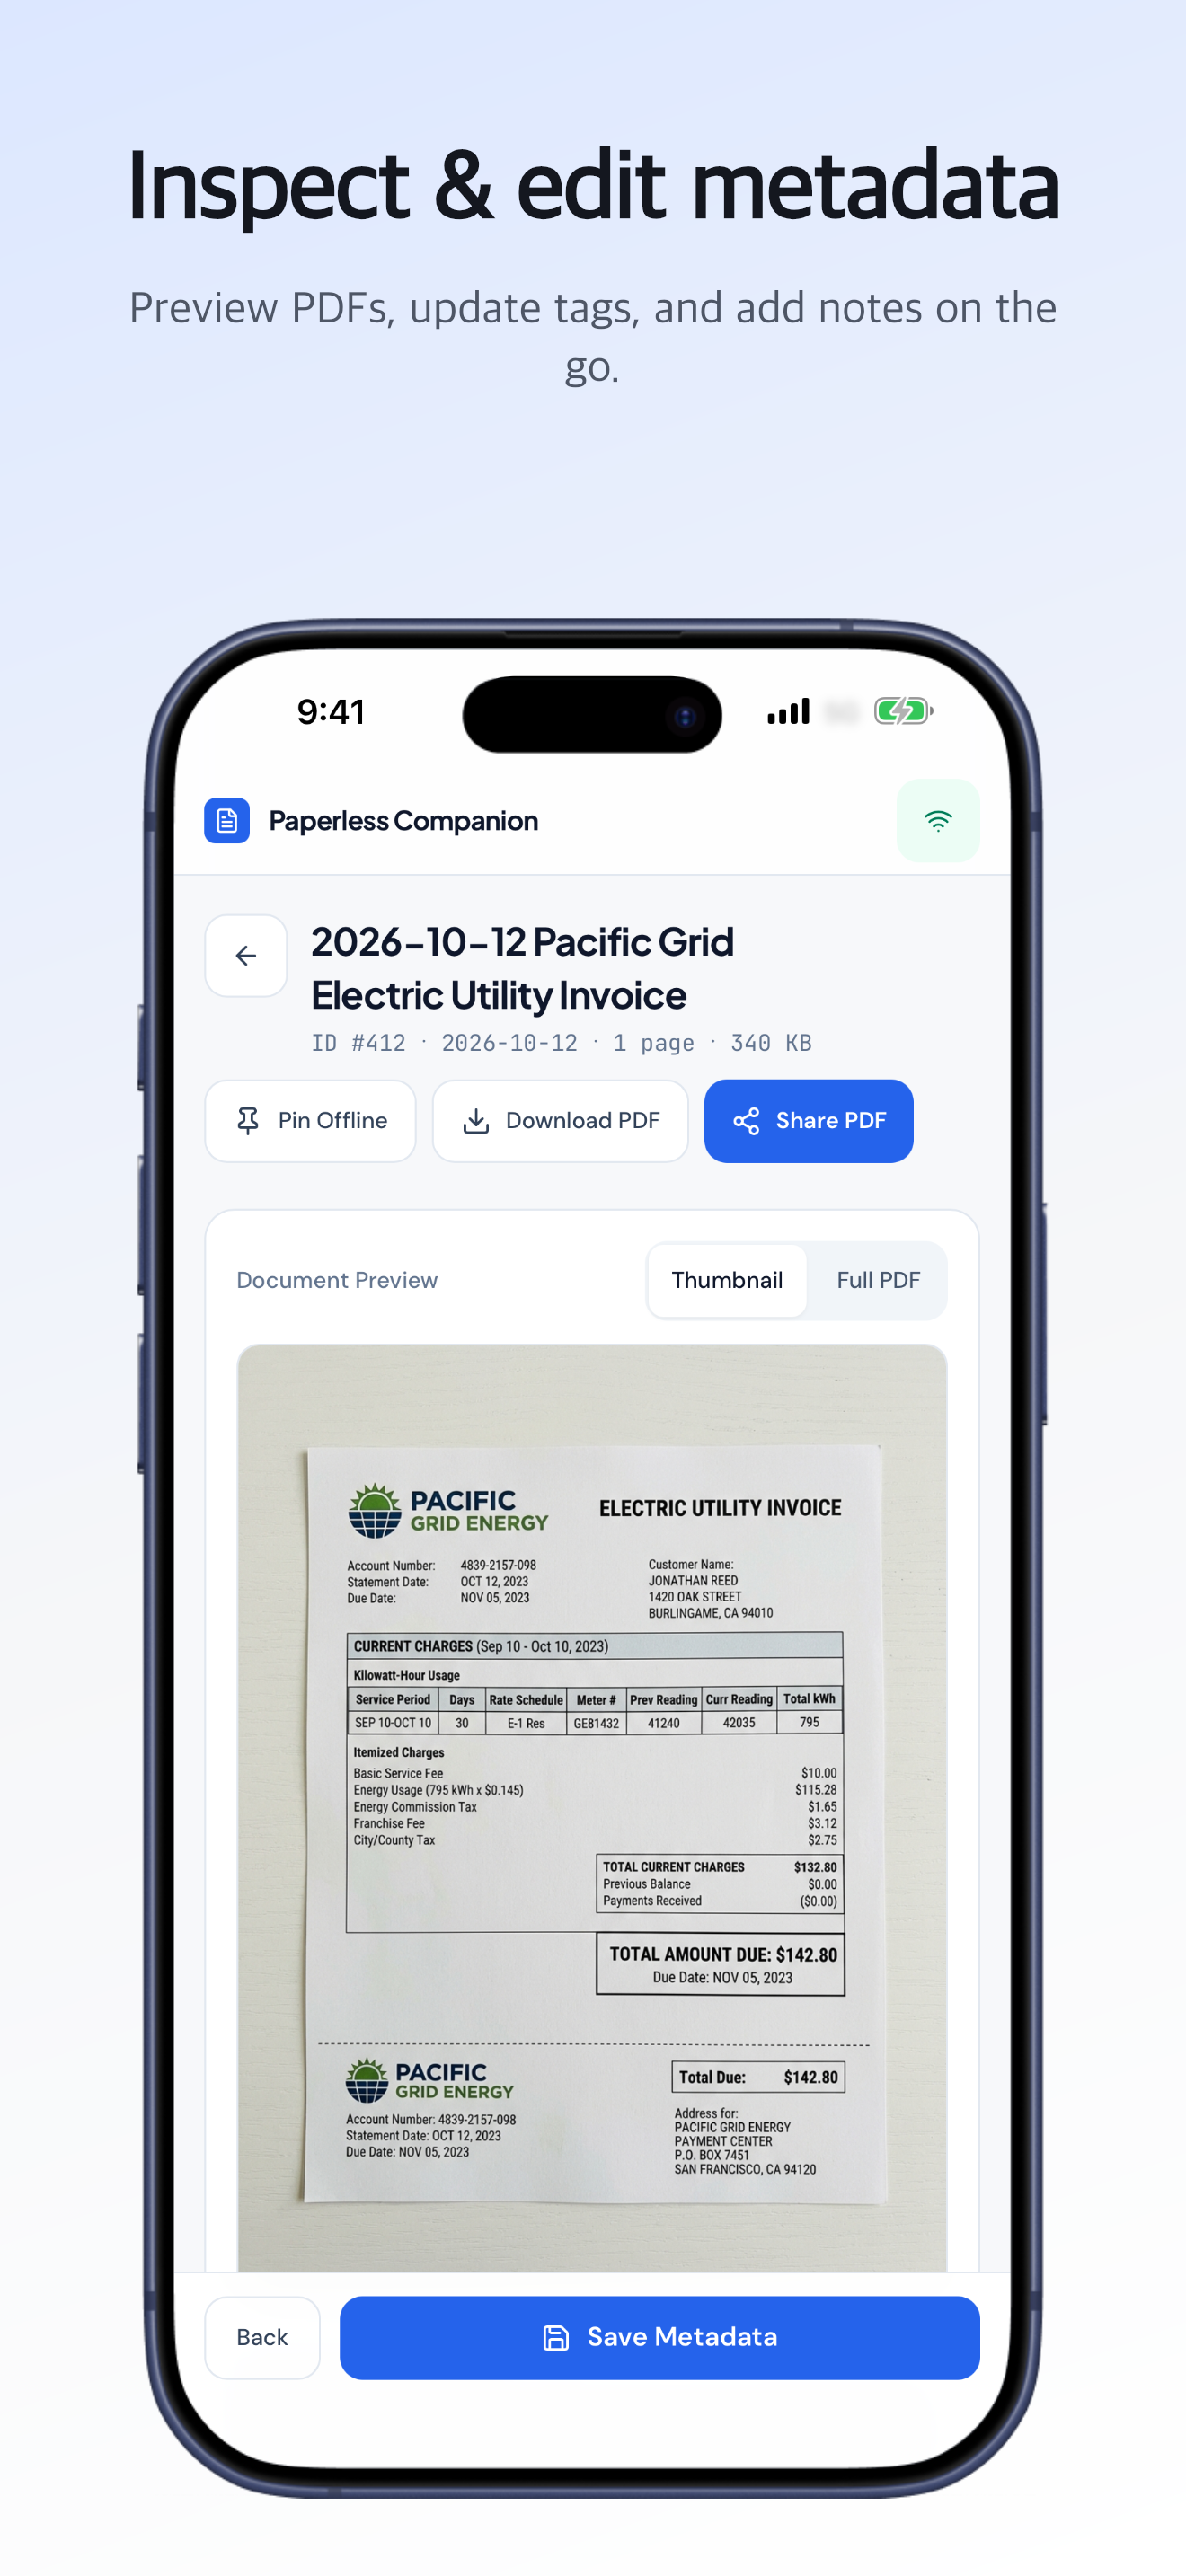 Inspect & edit metadata
Preview PDFs, update tags, and add notes on the
go.
9:41
Paperless Companion
2026-10-12 Pacific Grid
Electric Utility Invoice
ID #412 · 2026-10-12 · 1 page · 340 KB
Pin Offline
Download PDF
Share PDF
Document Preview
Thumbnail
Full PDF
PACIFIC
GRID ENERGY
ELECTRIC UTILITY INVOICE
Account Number: 4839-2157-098
Statement Date: OCT 12, 2023
Due Date: NOV 05, 2023
Customer Name:
JONATHAN REED
1420 OAK STREET
BURLINGAME, CA 94010
CURRENT CHARGES (Sep 10 - Oct 10, 2023)
Kilowatt-Hour Usage
Service Period Days Rate Schedule Meter # Prev Reading Curr Reading Total kWh
SEP 10-OCT 10 30 E-1 Res GE81432 41240 42035 795
Itemized Charges
Basic Service Fee $10.00
Energy Usage (795 kWh x $0.145) $115.28
Energy Commission Tax $1.65
Franchise Fee $3.12
City/County Tax $2.75
TOTAL CURRENT CHARGES $132.80
Previous Balance $0.00
Payments Received ($0.00)
TOTAL AMOUNT DUE: $142.80
Due Date: NOV 05, 2023
PACIFIC
GRID ENERGY
Account Number: 4839-2157-098
Statement Date: OCT 12, 2023
Due Date: NOV 05, 2023
Total Due: $142.80
Address for:
PACIFIC GRID ENERGY
PAYMENT CENTER
P.O. BOX 7451
SAN FRANCISCO, CA 94120
Back
Save Metadata